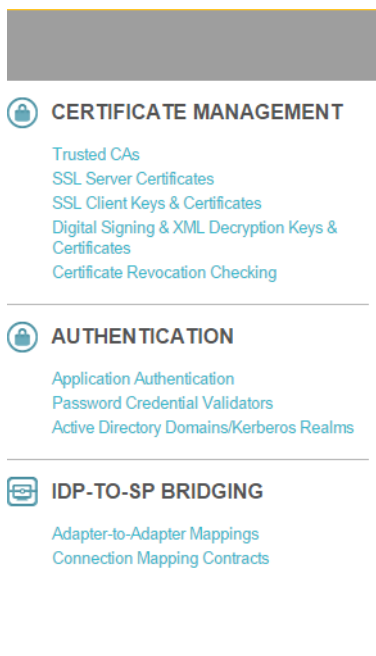 CERTIFICATE MANAGEMENT
Trusted CAs
SSL Server Certificates
SSL Client Keys & Certificates
Digital Signing & XML Decryption Keys &
Certificates
Certificate Revocation Checking
AUTHENTICATION
Application Authentication
Password Credential Validators
Active Directory Domains/Kerberos Realms
IDP-TO-SP BRIDGING
Adapter-to-Adapter Mappings
Connection Mapping Contracts